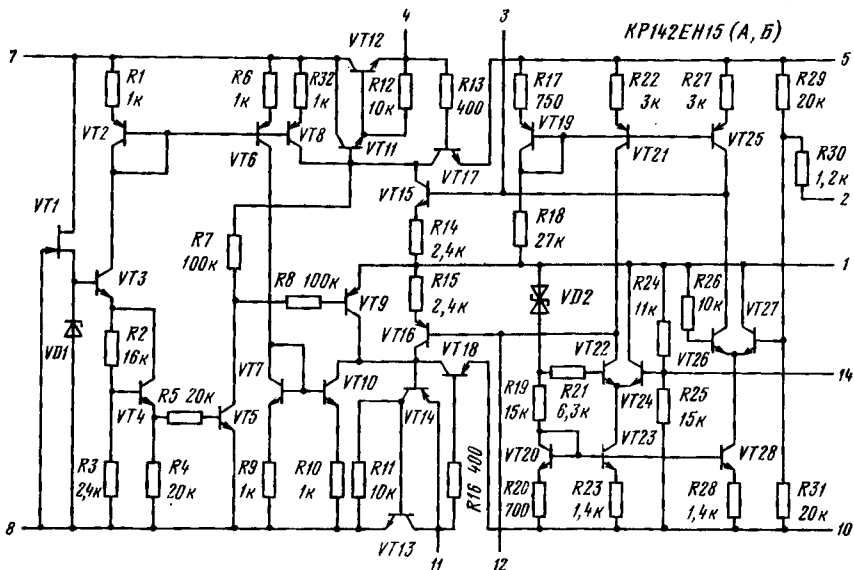 КР142ЕН15 (А, Б)
4
3
7
5
VT12
R1
1к
R6
1к
R32
1к
R12
10к
R13
400
R17
750
R22
3к
R27
3к
R29
20к
VT2
VT6
VT8
VT11
VT17
VT19
VT21
VT25
R30
1,2к
2
VT15
VT1
R7
100к
R14
2,4к
R18
27к
VT3
R8 100к
R15
2,4к
1
VD1
R2
16к
VT9
VD2
R24
11к
R26
10к
VT27
VT16
VT18
VT22
VT26
14
VT4
R5 20к
VT5
VT7
VT10
VT14
R19
15к
R21
6,3к
VT24
R25
15к
VT20
VT23
VT28
R3
2,4к
R4
20к
R9
1к
R10
1к
R11
10к
R16 400
R20
700
R23
1,4к
R28
1,4к
R31
20к
8
10
VT13
11
12